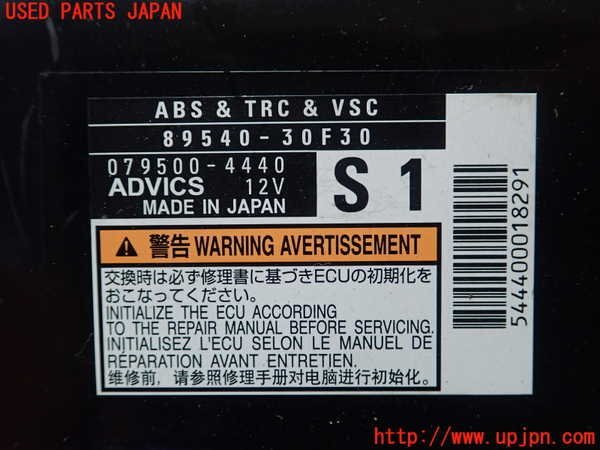 USED PARTS JAPAN
ABS & TRC & VSC
89540-30F30
079500-4440
ADVICS 12V
MADE IN JAPAN
S1
544400018291
警告 WARNING AVERTISSEMENT
交換時は必ず修理書に基づきECUの初期化を
おこなってください。
INITIALIZE THE ECU ACCORDING
TO THE REPAIR MANUAL BEFORE SERVICING.
INITIALISEZ L'ECU SELON LE MANUEL DE
RÉPARATION AVANT ENTRETIEN.
维修前，请参照修理手册对电脑进行初始化。
http://www.upjpn.com/